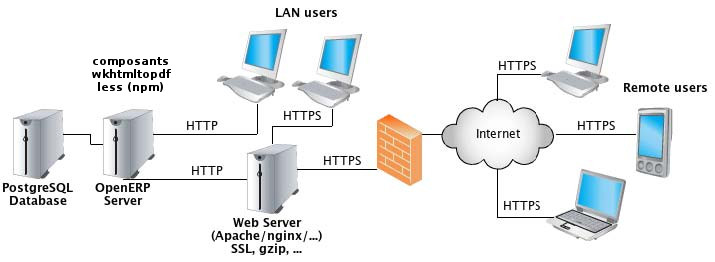 LAN users
composants
wkhtmltopdf
less (npm)
HTTPS
Remote users
HTTP
HTTPS
Internet
HTTPS
HTTP
HTTPS
PostgreSQL
Database
OpenERP
Server
HTTPS
Web Server
(Apache/nginx/...)
SSL, gzip, ...